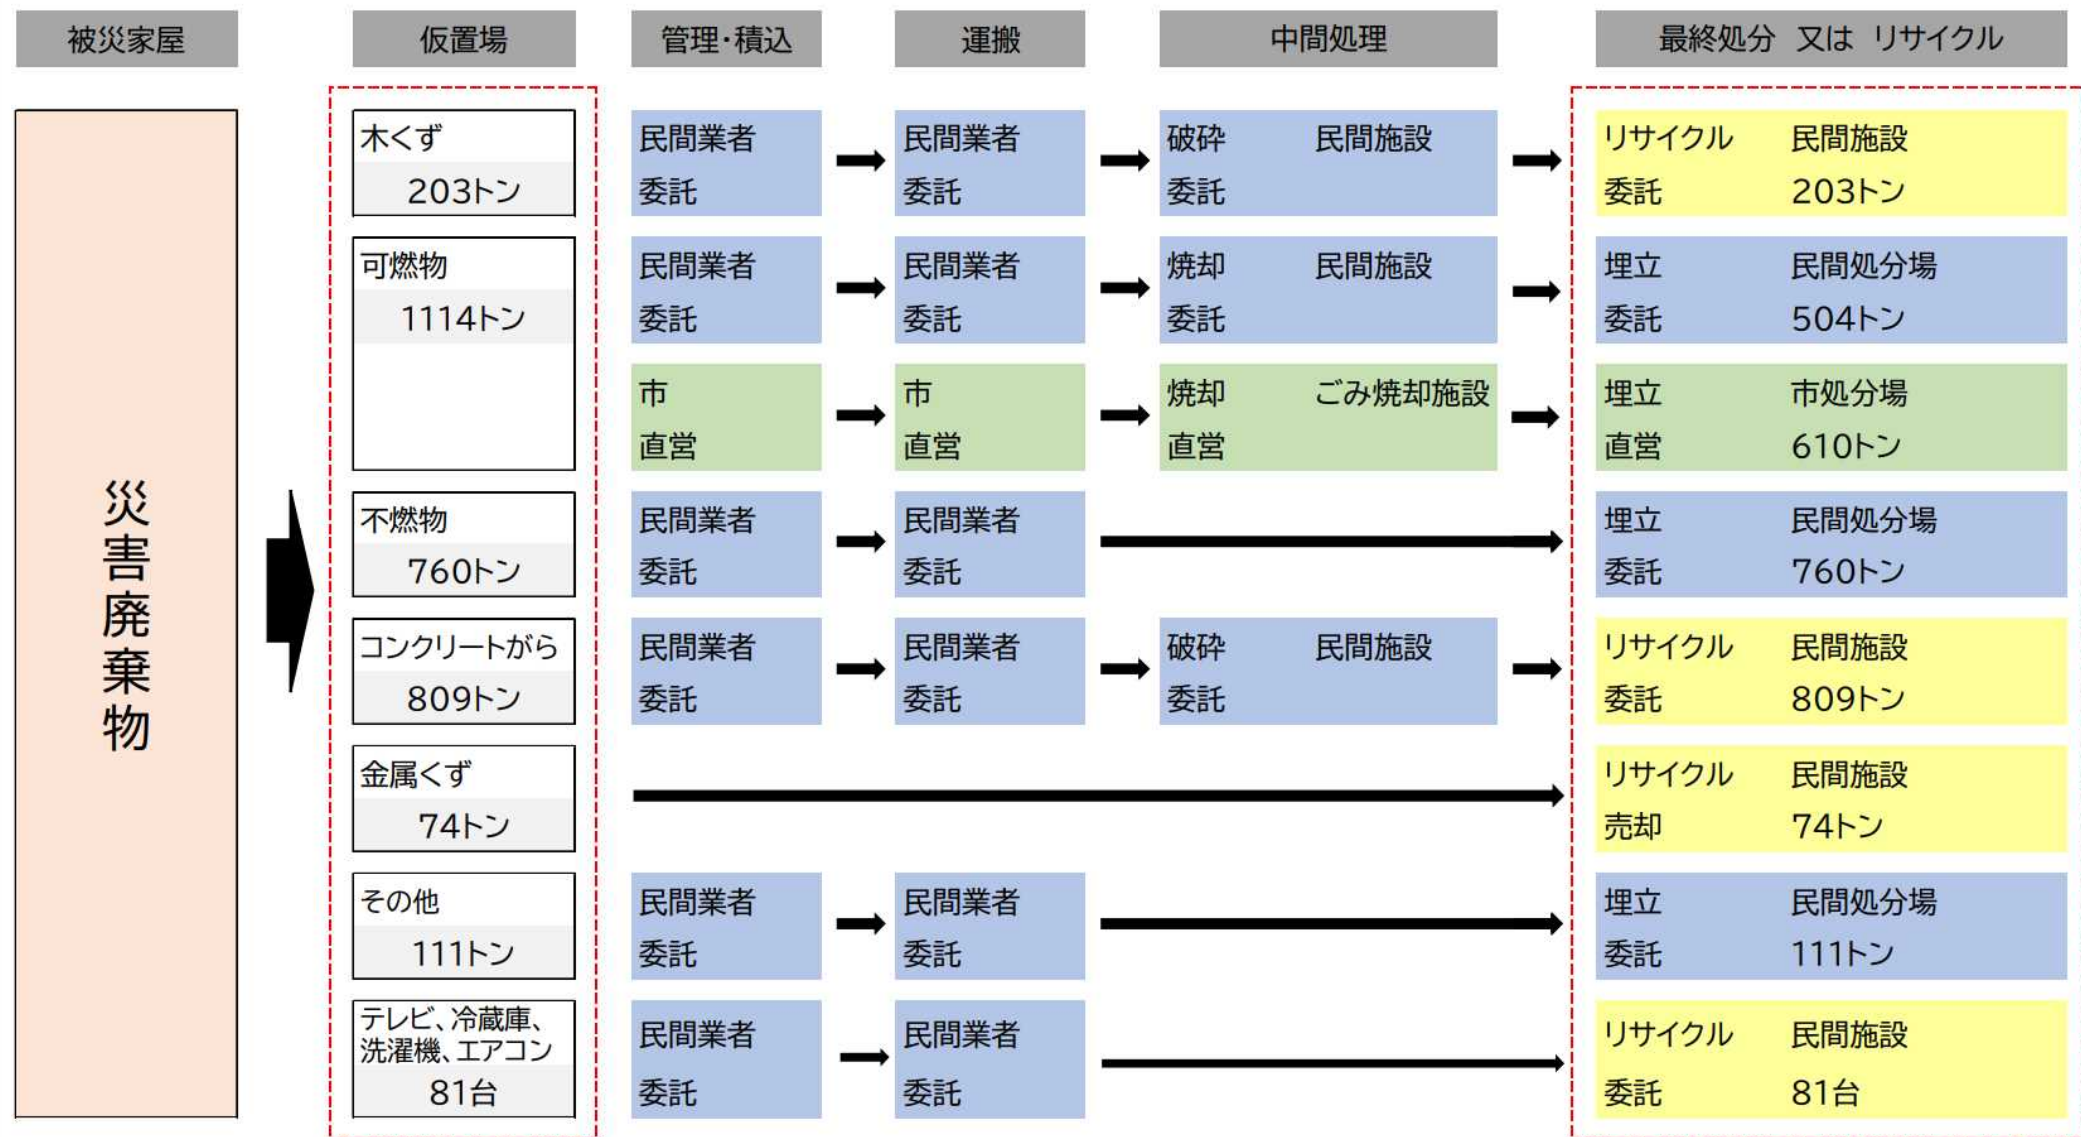 被災家屋
仮置場
管理・積込
運搬
中間処理
最終処分 又は リサイクル
災害廃棄物
木くず
203トン
民間業者
委託
民間業者
委託
破砕 民間施設
委託
リサイクル 民間施設
委託 203トン
可燃物
1114トン
民間業者
委託
民間業者
委託
焼却 民間施設
委託
埋立 民間処分場
委託 504トン
市
直営
市
直営
焼却 ごみ焼却施設
直営
埋立 市処分場
直営 610トン
不燃物
760トン
民間業者
委託
民間業者
委託
埋立 民間処分場
委託 760トン
コンクリートがら
809トン
民間業者
委託
民間業者
委託
破砕 民間施設
委託
リサイクル 民間施設
委託 809トン
金属くず
74トン
リサイクル 民間施設
売却 74トン
その他
111トン
民間業者
委託
民間業者
委託
埋立 民間処分場
委託 111トン
テレビ、冷蔵庫、
洗濯機、エアコン
81台
民間業者
委託
民間業者
委託
リサイクル 民間施設
委託 81台